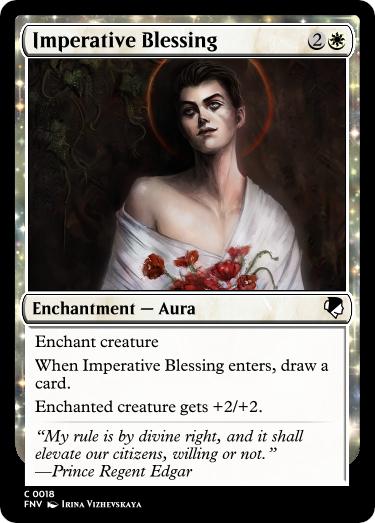 Imperative Blessing 2
Enchantment — Aura
Enchant creature
When Imperative Blessing enters, draw a
card.
Enchanted creature gets +2/+2.
“My rule is by divine right, and it shall
elevate our citizens, willing or not.”
—Prince Regent Edgar
C 0018
FNV Irina Vizhevskaya